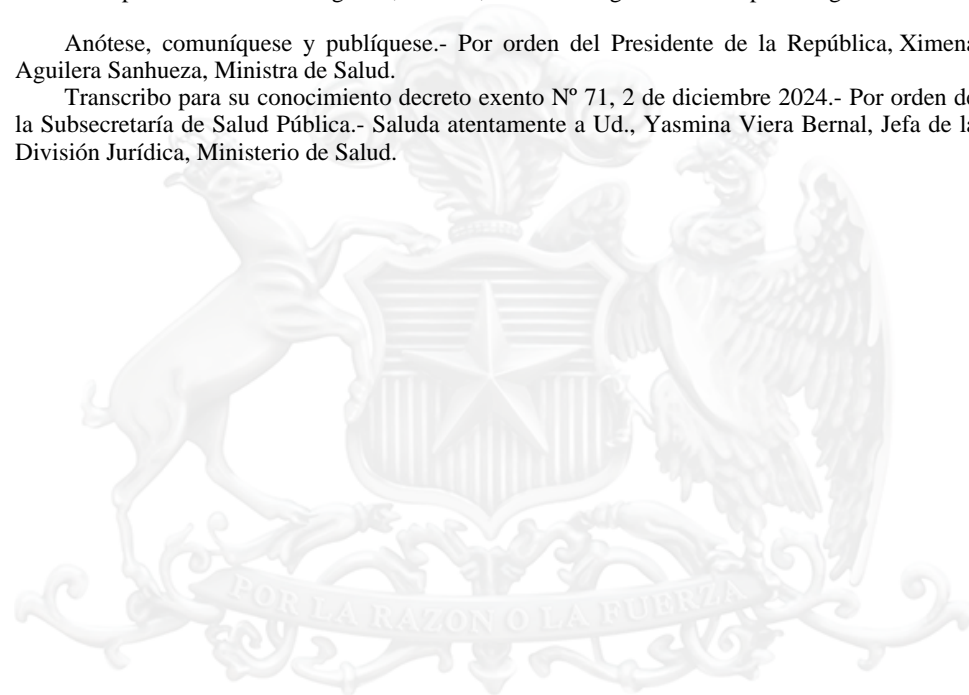 Anótese, comuníquese y publíquese.- Por orden del Presidente de la República, Ximena
Aguilera Sanhueza, Ministra de Salud.
Transcribo para su conocimiento decreto exento Nº 71, 2 de diciembre 2024.- Por orden de
la Subsecretaría de Salud Pública.- Saluda atentamente a Ud., Yasmina Viera Bernal, Jefa de la
División Jurídica, Ministerio de Salud.
POR LA RAZON O LA FUERZA